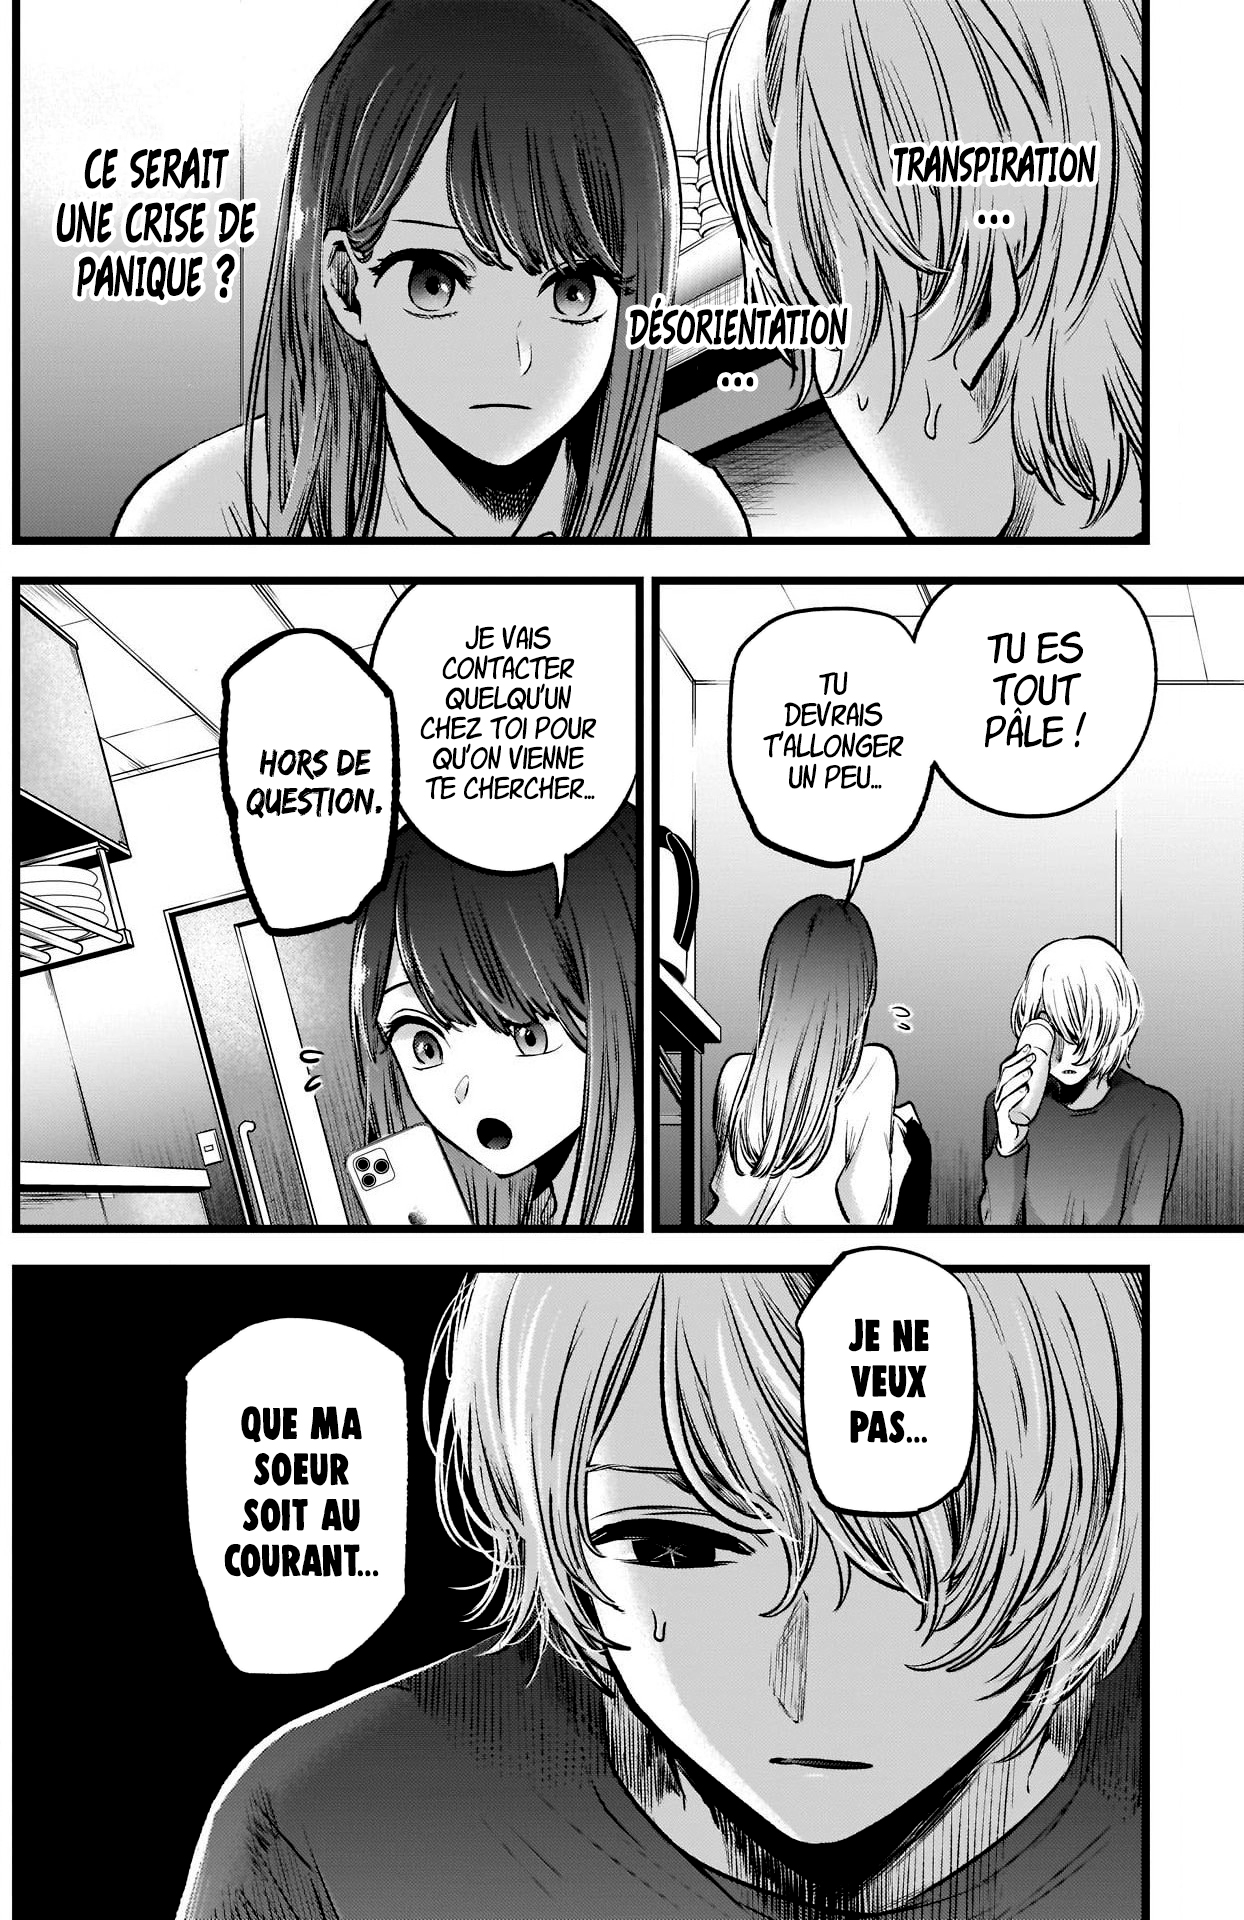 TRANSPIRATION
...
DÉSORIENTATION
...
CE SERAIT
UNE CRISE DE
PANIQUE ?
TU ES
TOUT
PÂLE !
TU
DEVRAIS
T'ALLONGER
UN PEU...
JE VAIS
CONTACTER
QUELQU'UN
CHEZ TOI POUR
QU'ON VIENNE
TE CHERCHER...
HORS DE
QUESTION.
JE NE
VEUX
PAS...
QUE MA
SOEUR
SOIT AU
COURANT...